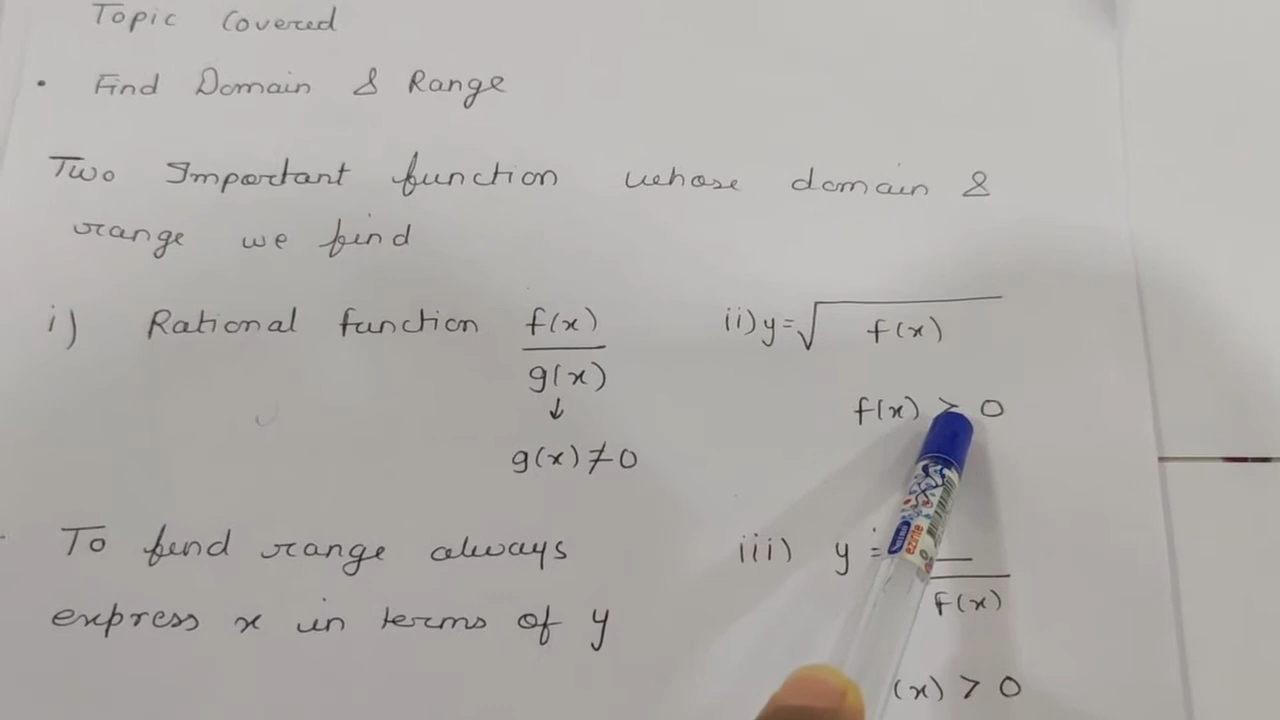 Topic Covered
• Find Domain & Range
Two Important function whose domain &
range we find
i) Rational function f(x)
g(x)
↓
g(x) ≠ 0
ii) y = √ f(x)
f(x) > 0
To find range always
express x in terms of y
iii) y =
f(x)
(x) > 0
ezirite